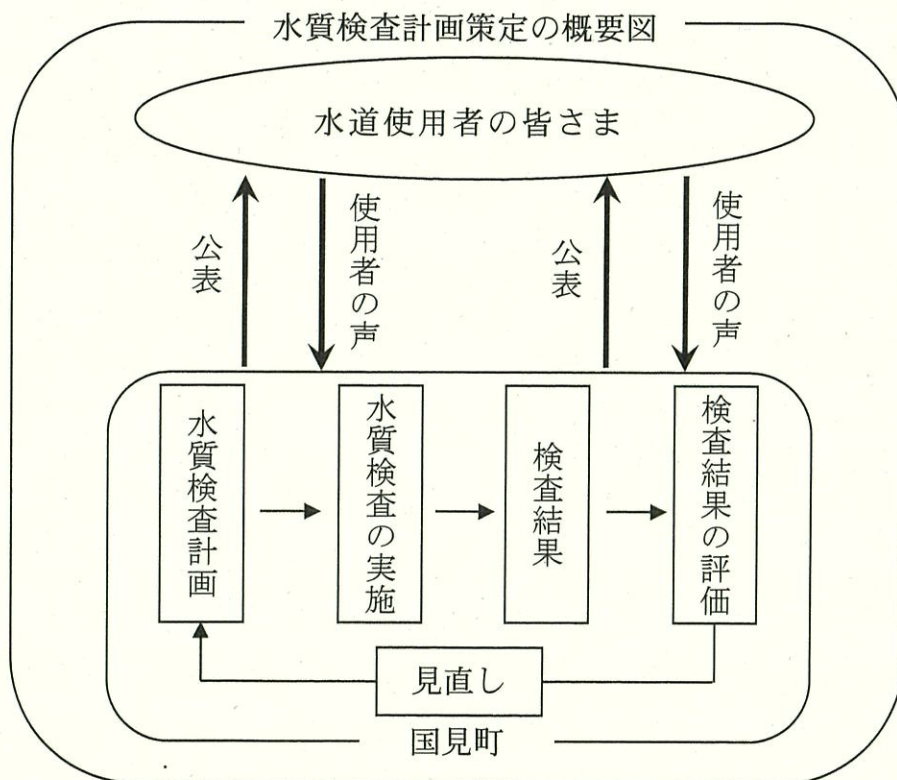 水質検査計画策定の概要図
水道使用者の皆さま
公表
使用者の声
公表
使用者の声
水質検査計画
水質検査の実施
検査結果
検査結果の評価
見直し
国見町